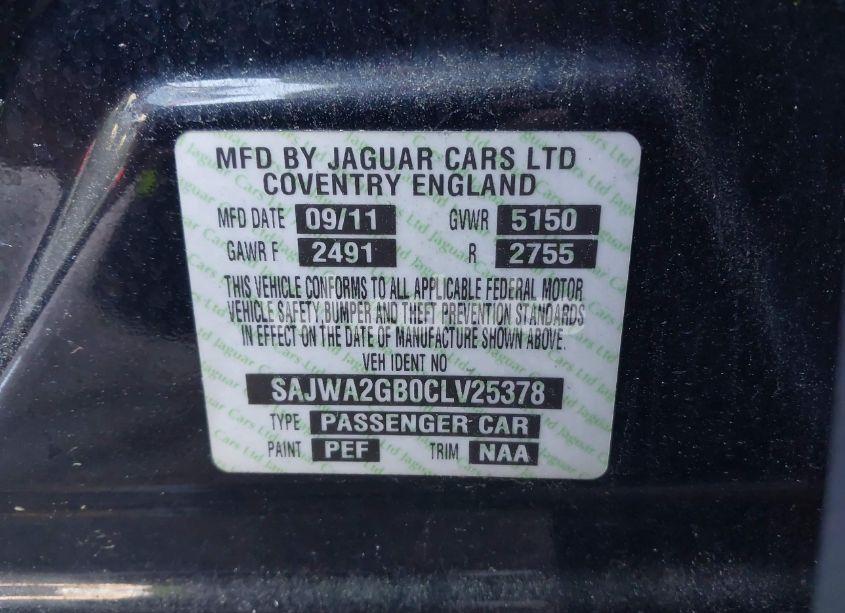 MFD BY JAGUAR CARS LTD
COVENTRY ENGLAND
MFD DATE 09/11 GVWR 5150
GAWR F 2491 R 2755
THIS VEHICLE CONFORMS TO ALL APPLICABLE FEDERAL MOTOR
VEHICLE SAFETY, BUMPER AND THEFT PREVENTION STANDARDS
IN EFFECT ON THE DATE OF MANUFACTURE SHOWN ABOVE.
VEH IDENT NO
SAJWA2GB0CLV25378
TYPE PASSENGER CAR
PAINT PEF TRIM NAA